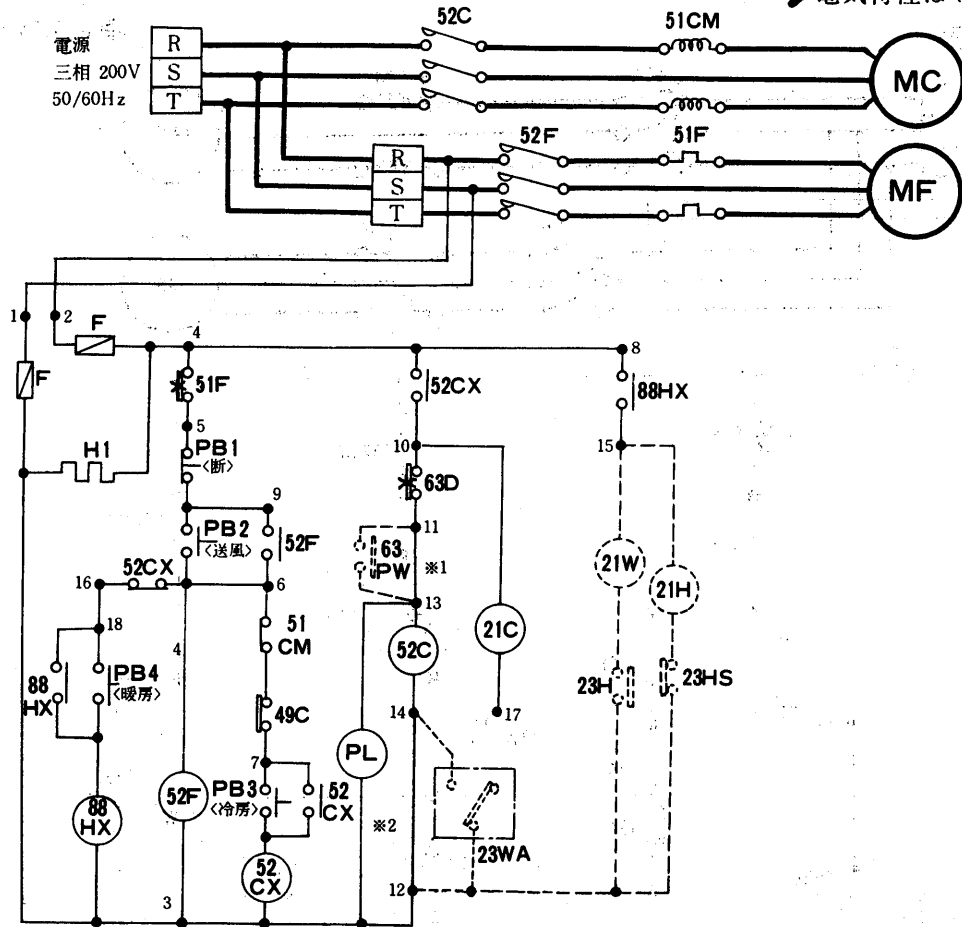 電気特性は
52C
51CM
電源
三相 200V
50/60Hz
R
S
T
MC
52F
51F
R
S
T
MF
1
2
F
F
4
8
51F
52CX
88HX
5
H1
PB1
〈断〉
10
15
63D
9
PB2
〈送風〉
52F
11
63
PW
※1
21W
21H
52CX
16
6
13
18
4
51
CM
52C
21C
88
HX
PB4
〈暖房〉
23H
23HS
49C
14
17
7
PL
52F
PB3
〈冷房〉
52
CX
88
HX
※2
23WA
52
CX
12
3